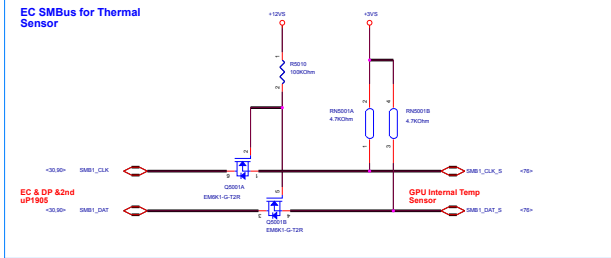 EC SMBus for Thermal
Sensor
+12VS
+3VS
1
R5010
100KOhm
2
RN5001A
4.7KOhm
2
1
RN5001B
4.7KOhm
4
3
2
<30,90> SMB1_CLK
6
1
Q5001A
EM6K1-G-T2R
SMB1_CLK_S <76>
EC & DP &2nd
uP1905
GPU Internal Temp
Sensor
5
<30,90> SMB1_DAT
3
4
Q5001B
EM6K1-G-T2R
SMB1_DAT_S <76>